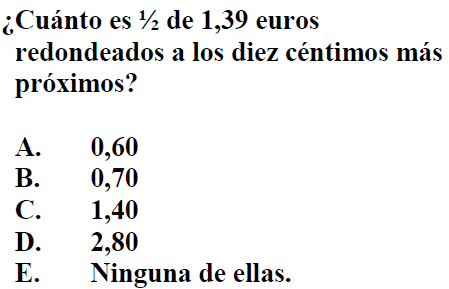 ¿Cuánto es ½ de 1,39 euros
redondeados a los diez céntimos más
próximos?
A. 0,60
B. 0,70
C. 1,40
D. 2,80
E. Ninguna de ellas.